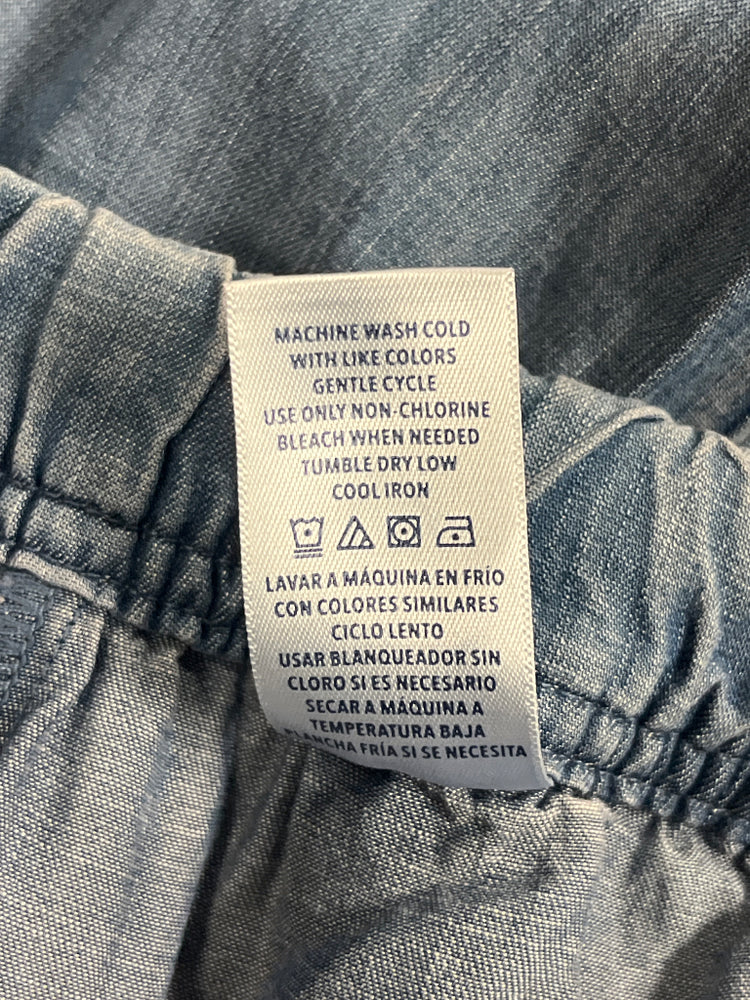 MACHINE WASH COLD
WITH LIKE COLORS
GENTLE CYCLE
USE ONLY NON-CHLORINE
BLEACH WHEN NEEDED
TUMBLE DRY LOW
COOL IRON
LAVAR A MÁQUINA EN FRÍO
CON COLORES SIMILARES
CICLO LENTO
USAR BLANQUEADOR SIN
CLORO SI ES NECESARIO
SECAR A MÁQUINA A
TEMPERATURA BAJA
PLANCHA FRÍA SI SE NECESITA